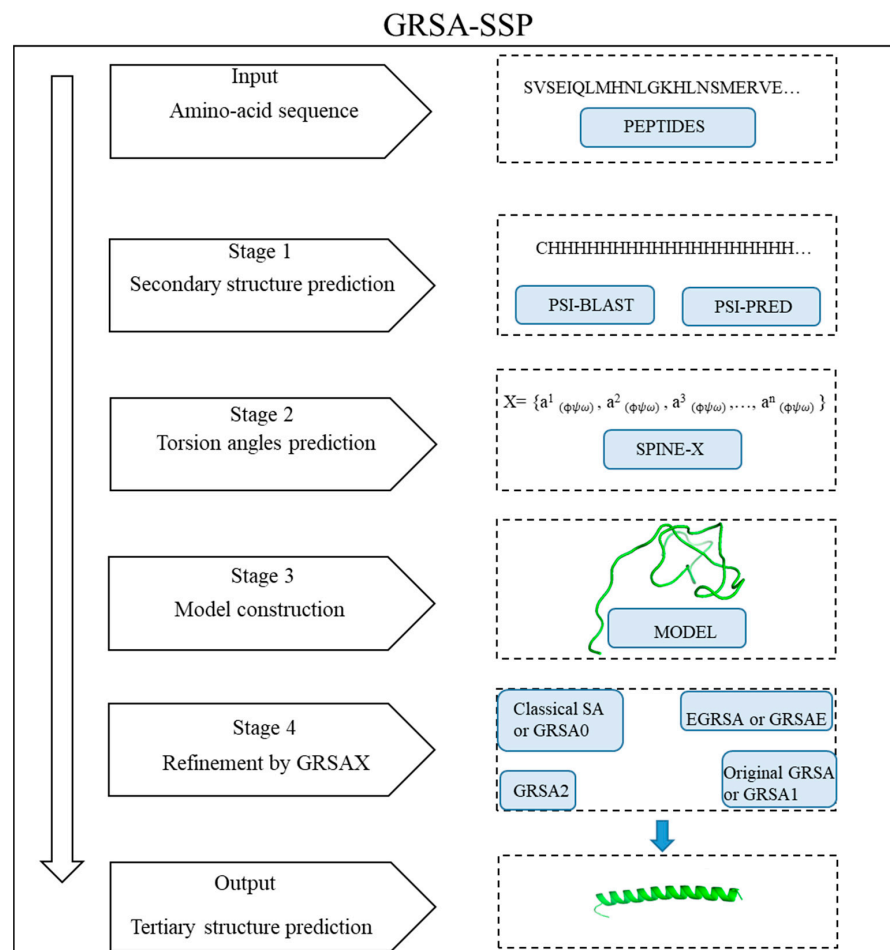 GRSA-SSP
Input
Amino-acid sequence
SVSEIQLMHNLGKHLNSMERVE…
PEPTIDES
Stage 1
Secondary structure prediction
CHHHHHHHHHHHHHHHHHHH…
PSI-BLAST
PSI-PRED
Stage 2
Torsion angles prediction
X= {a¹ (ϕψω) , a² (ϕψω) , a³ (ϕψω) ,…, aⁿ (ϕψω) }
SPINE-X
Stage 3
Model construction
MODEL
Stage 4
Refinement by GRSAX
Classical SA
or GRSA0
EGRSA or GRSAE
GRSA2
Original GRSA
or GRSA1
Output
Tertiary structure prediction